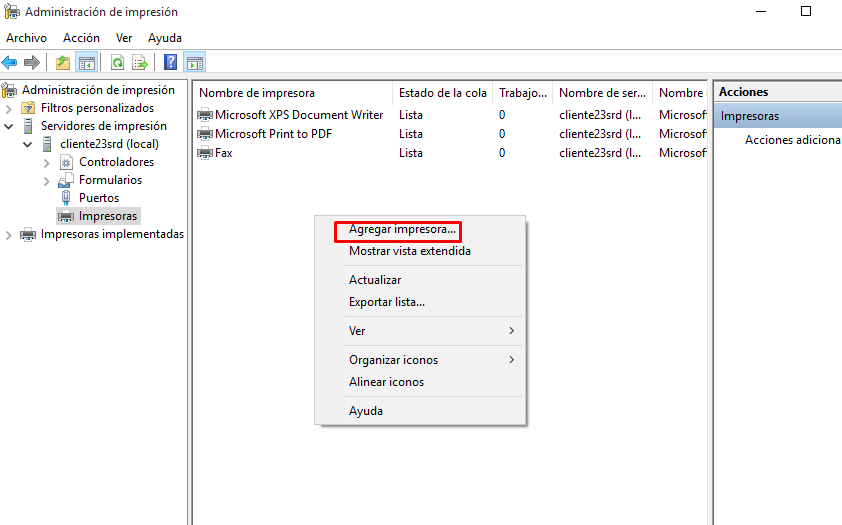 Administración de impresión
Archivo Acción Ver Ayuda
Administración de impresión
Filtros personalizados
Servidores de impresión
cliente23srd (local)
Controladores
Formularios
Puertos
Impresoras
Impresoras implementadas
Nombre de impresora Estado de la cola Trabajo... Nombre de ser... Nombre
Microsoft XPS Document Writer Lista 0 cliente23srd (l... Microsof
Microsoft Print to PDF Lista 0 cliente23srd (l... Microsof
Fax Lista 0 cliente23srd (l... Microsof
Agregar impresora...
Mostrar vista extendida
Actualizar
Exportar lista...
Ver
Organizar iconos
Alinear iconos
Ayuda
Acciones
Impresoras
Acciones adiciona